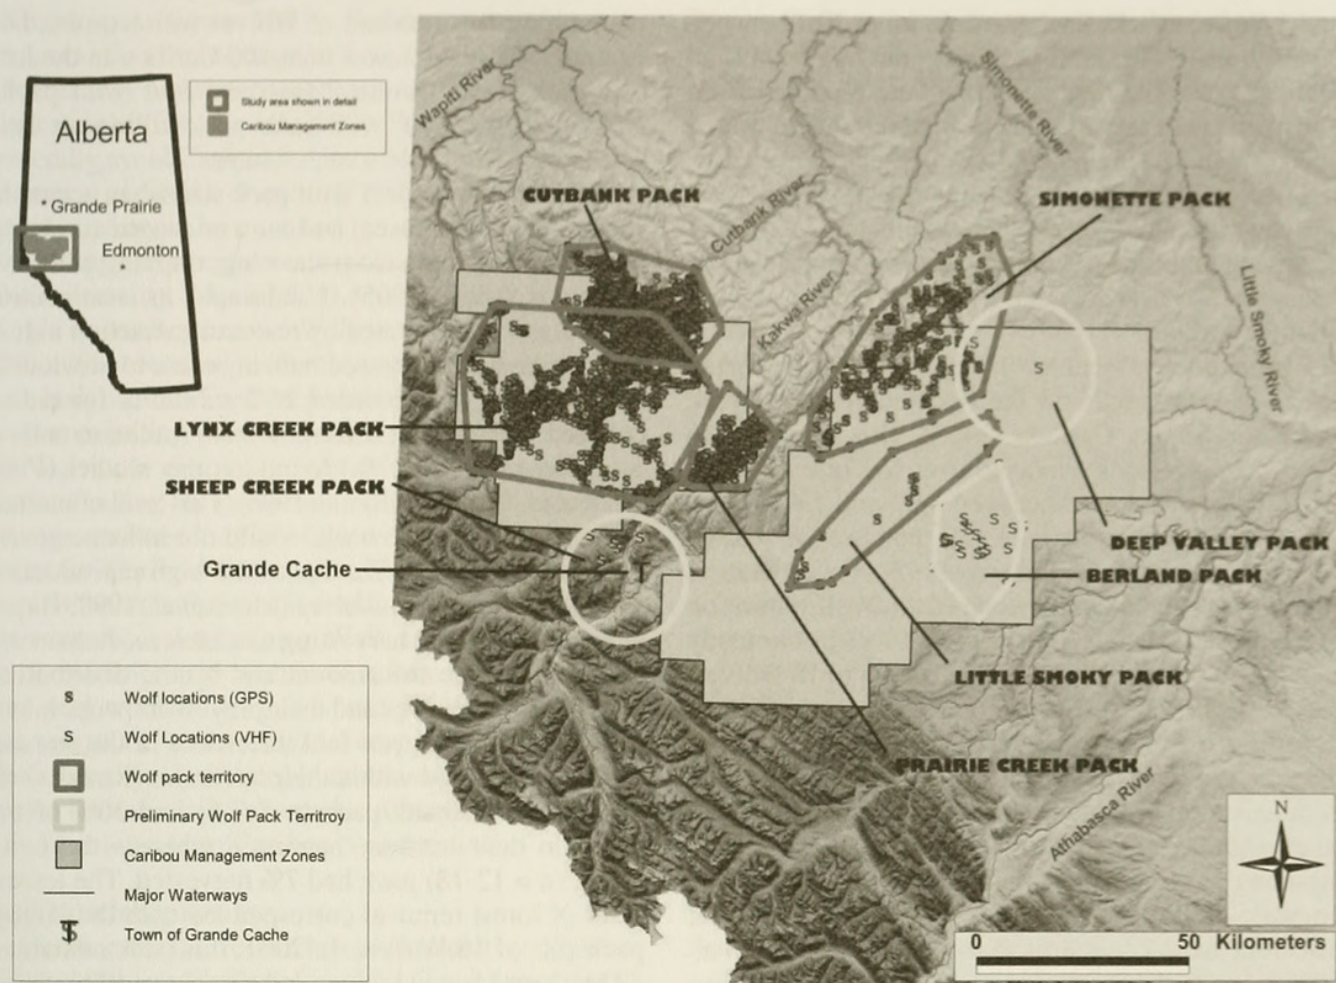 Alberta
* Grande Prairie
Edmonton
*
Study area shown in detail
Caribou Management Zones
Wapiti River
Simonette River
CUTBANK PACK
Cutbank River
SIMONETTE PACK
Kakwa River
Little Smoky River
LYNX CREEK PACK
SHEEP CREEK PACK
Grande Cache
DEEP VALLEY PACK
BERLAND PACK
LITTLE SMOKY PACK
PRAIRIE CREEK PACK
Athabasca River
S Wolf locations (GPS)
S Wolf Locations (VHF)
Wolf pack territory
Preliminary Wolf Pack Territroy
Caribou Management Zones
Major Waterways
Town of Grande Cache
N
0 50 Kilometers